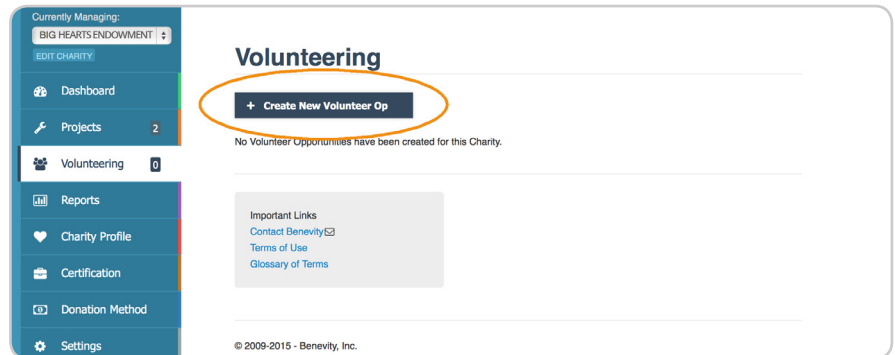 Currently Managing:
BIG HEARTS ENDOWMENT
EDIT CHARITY
Dashboard
Projects 2
Volunteering 0
Reports
Charity Profile
Certification
Donation Method
Settings
Volunteering
+ Create New Volunteer Op
No Volunteer Opportunities have been created for this Charity.
Important Links
Contact Benevity
Terms of Use
Glossary of Terms
© 2009-2015 - Benevity, Inc.